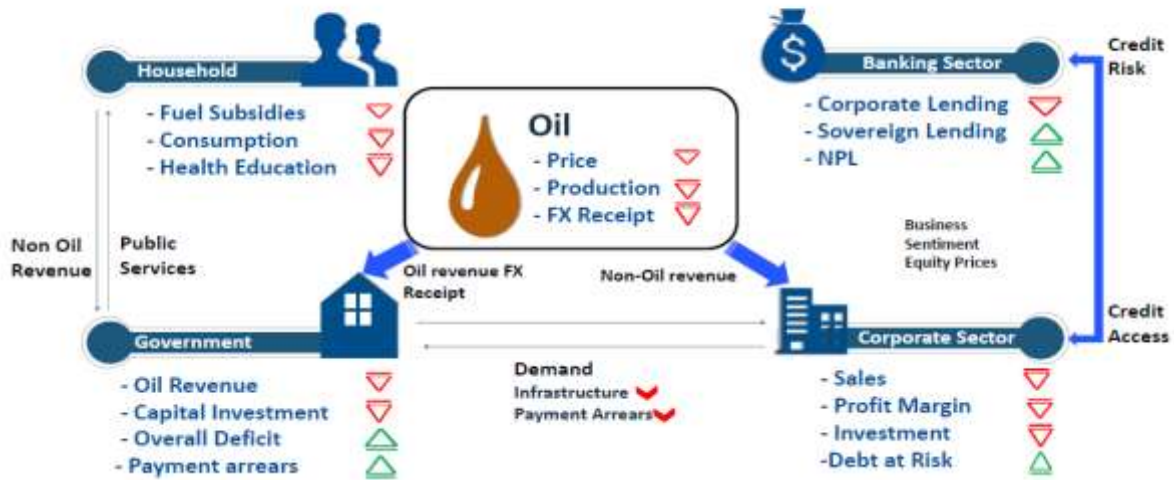 Household
- Fuel Subsidies
- Consumption
- Health Education
Oil
- Price
- Production
- FX Receipt
$
Banking Sector
- Corporate Lending
- Sovereign Lending
- NPL
Credit
Risk
Non Oil
Revenue
Public
Services
Oil revenue FX
Receipt
Non-Oil revenue
Business
Sentiment
Equity Prices
Credit
Access
Government
- Oil Revenue
- Capital Investment
- Overall Deficit
- Payment arrears
Demand
Infrastructure
Payment Arrears
Corporate Sector
- Sales
- Profit Margin
- Investment
-Debt at Risk